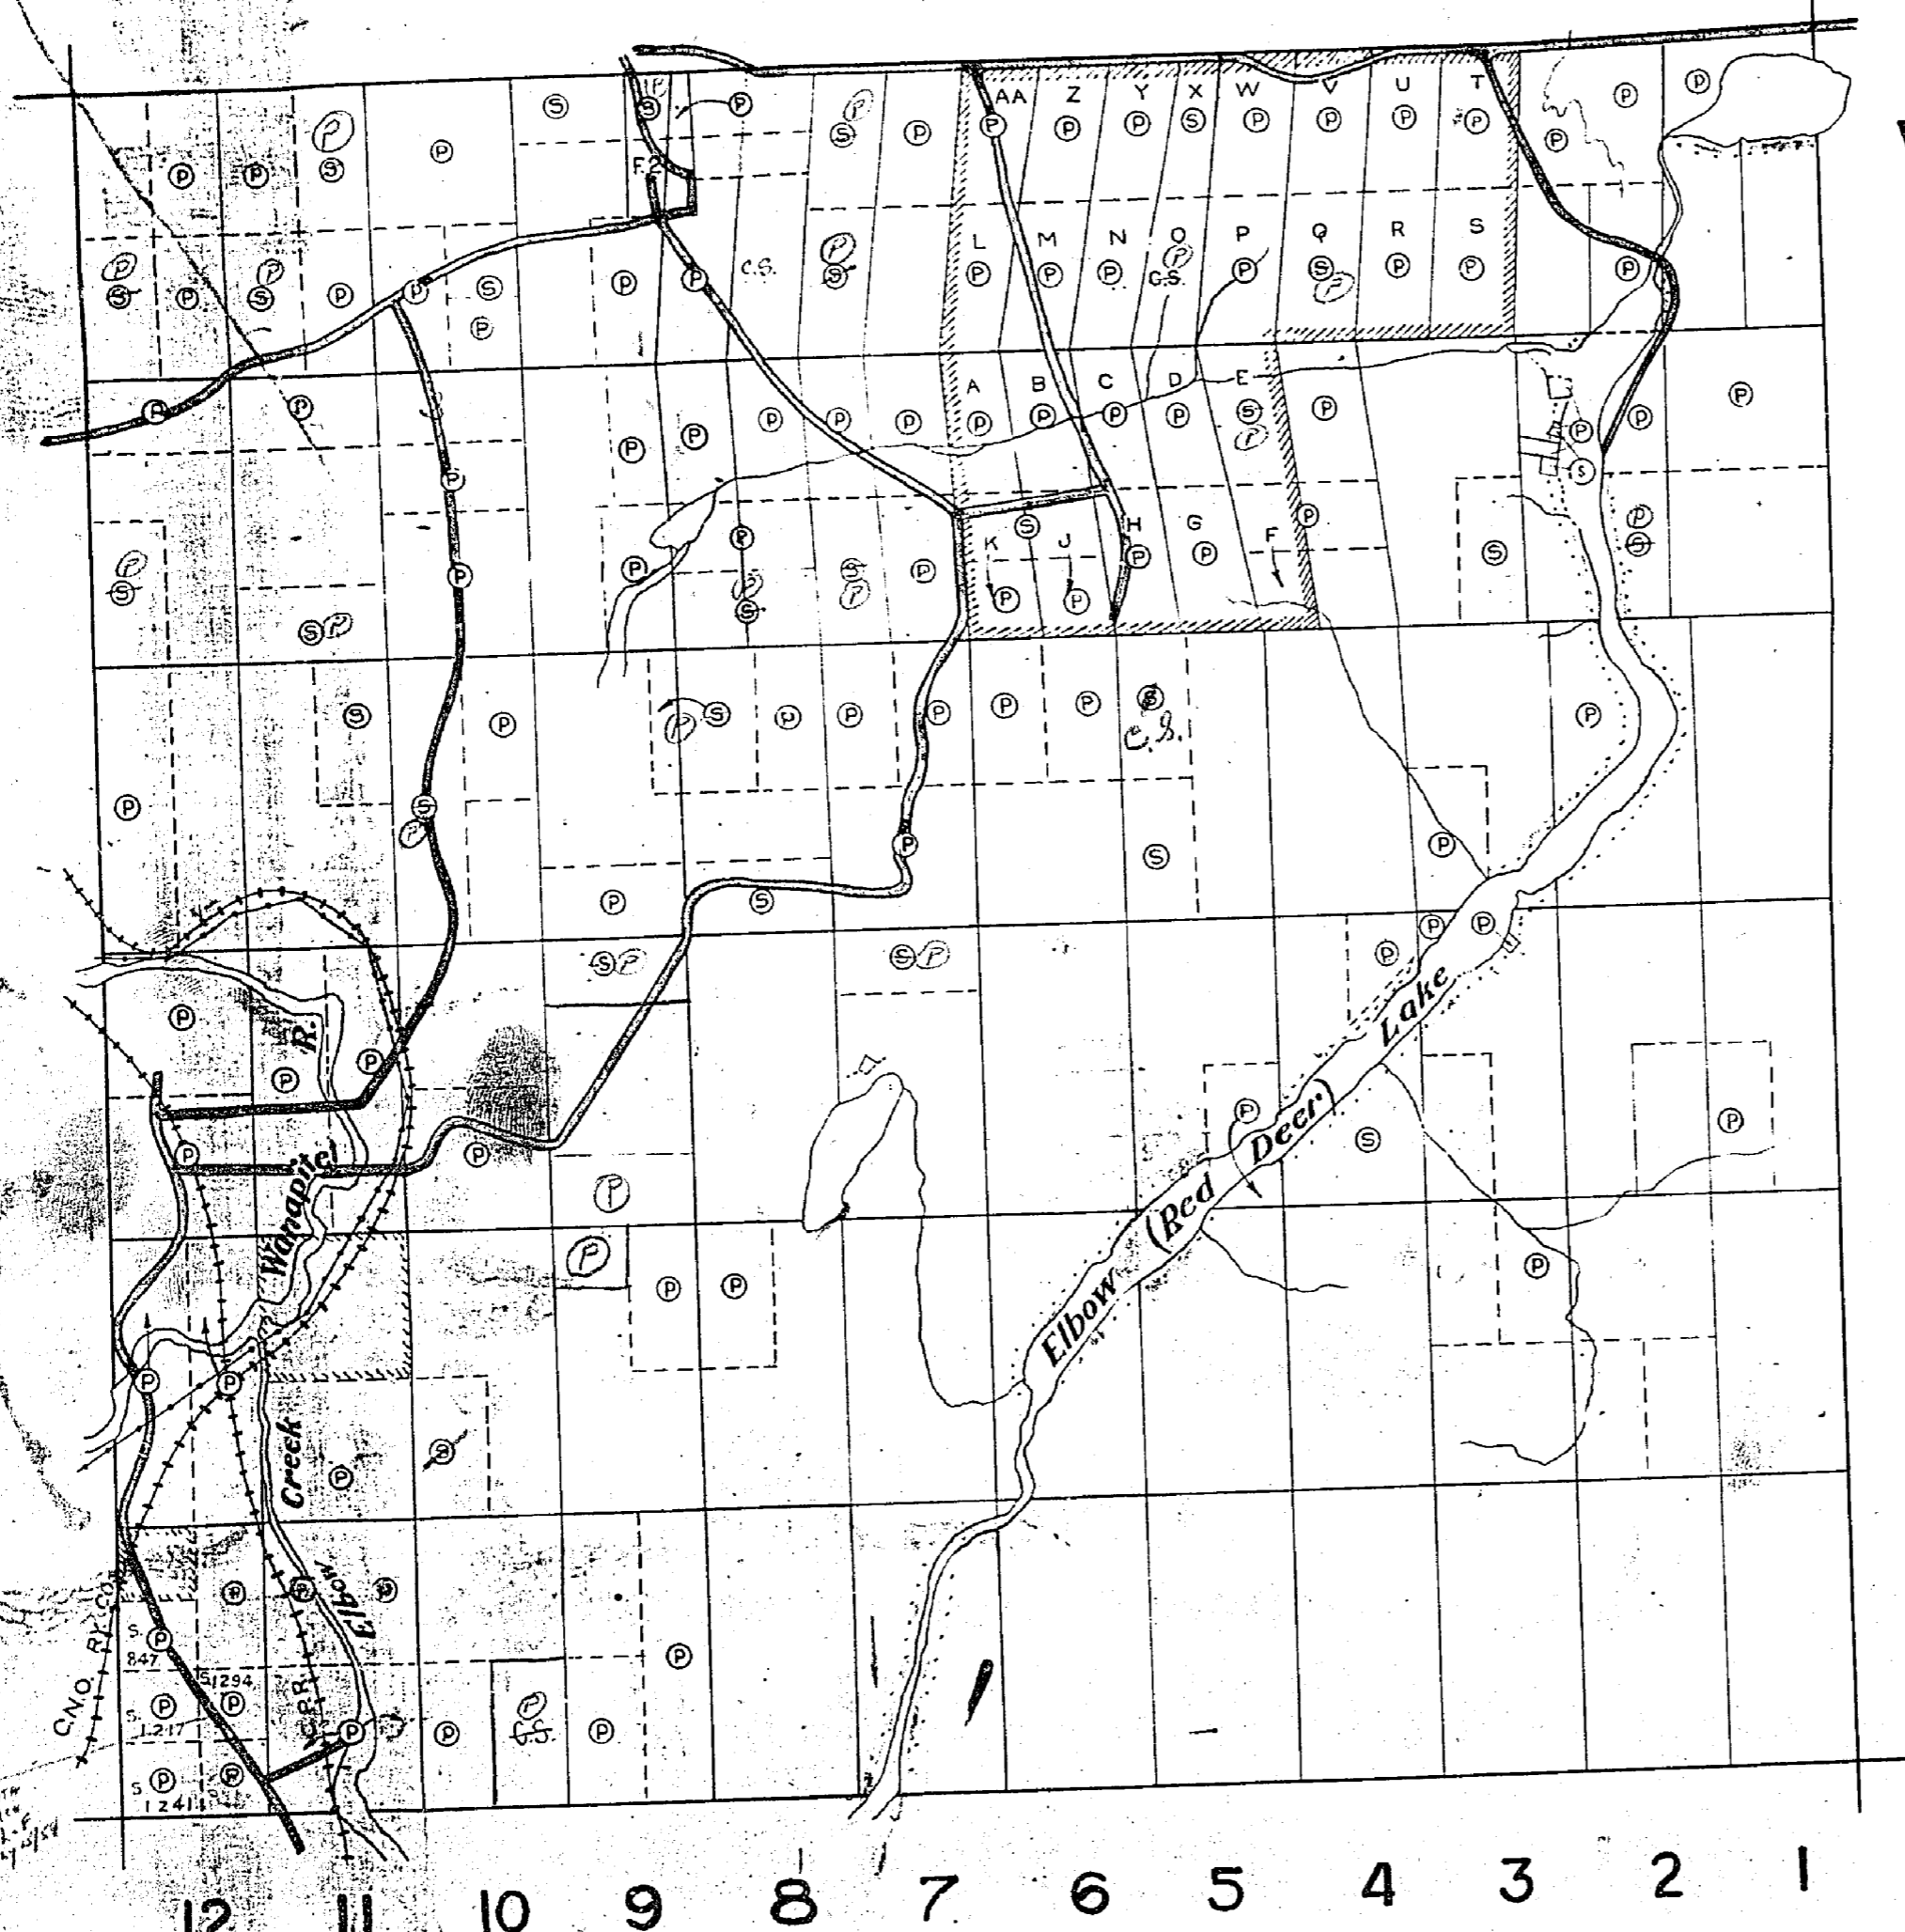 P P
S P P S P
AA Z Y X W V U T
P P P S P P P P
P
P P P S P
F.2
L M N O P Q R S
P P P P C.S. P S P P P
P S P P S P P P S P P P C.S. P S P
A B C D E
P P P P S P P P P P
P P P P P P P
P P S
K J H G F
S P P P P P
P S P P P S S P P S P S
S P
S P P S P P P P P S P
C.S.
P S P P P
P S S
S P S P P P P
Lake
R.
P P P P S P
(Red Deer)
P P
Wanapitei
P
P P P P
Elbow
P P
Creek
P S
Elbow
P P P
C.N.O. RY. CO.
S. 847 P
P
S.1294
S. 1217 P P
C.P.R.
P P P C.S. P
S. 1241 P P
12 11 10 9 8 7 6 5 4 3 2 1